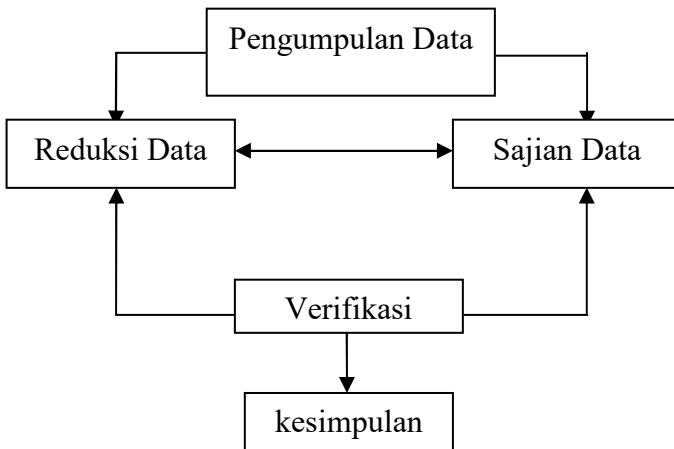 Pengumpulan Data
Reduksi Data
Sajian Data
Verifikasi
kesimpulan